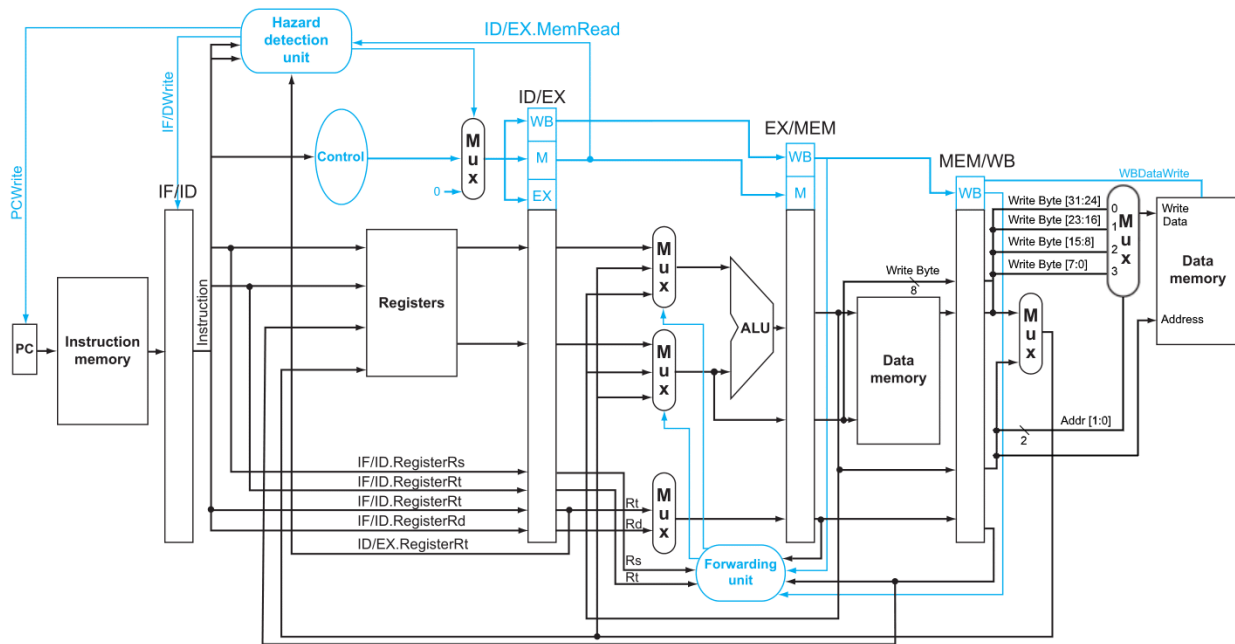 Hazard
detection
unit
ID/EX.MemRead
PCWrite
IF/DWrite
Control
0
M
u
x
ID/EX
WB
M
EX
EX/MEM
WB
M
MEM/WB
WB
WBDataWrite
IF/ID
Instruction
PC
Instruction
memory
Registers
M
u
x
M
u
x
ALU
Write Byte
8
Data
memory
Write Byte [31:24]
Write Byte [23:16]
Write Byte [15:8]
Write Byte [7:0]
0
1
2
3
M
u
x
Write
Data
Data
memory
Address
M
u
x
Addr [1:0]
2
IF/ID.RegisterRs
IF/ID.RegisterRt
IF/ID.RegisterRt
IF/ID.RegisterRd
ID/EX.RegisterRt
Rt
Rd
M
u
x
Rs
Rt
Forwarding
unit